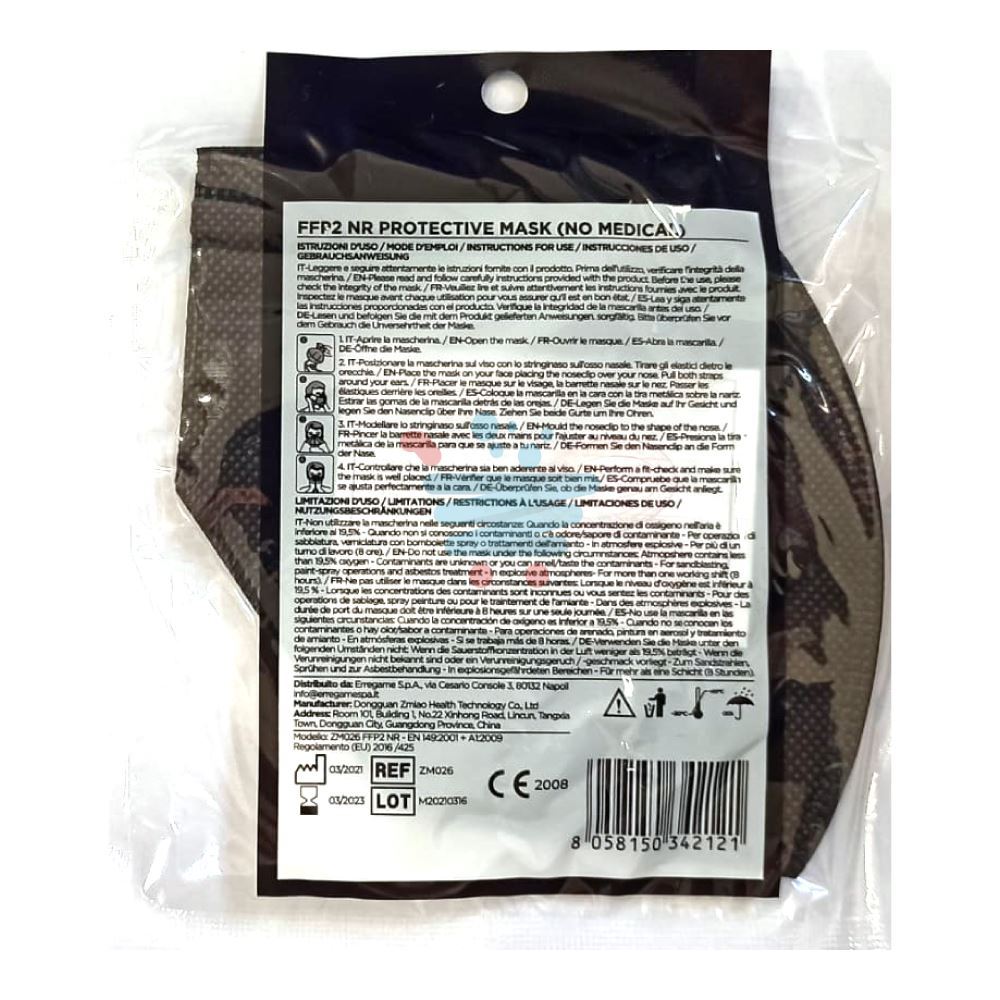 FFP2 NR PROTECTIVE MASK (NO MEDICAL)
ISTRUZIONI D'USO / MODE D'EMPLOI / INSTRUCTIONS FOR USE / INSTRUCCIONES DE USO /
GEBRAUCHSANWEISUNG
IT-Leggere e seguire attentamente le istruzioni fornite con il prodotto. Prima dell'utilizzo, verificare l'integrità della
mascherina. / EN-Please read and follow carefully instructions provided with the product. Before the use, please
check the integrity of the mask. / FR-Veuillez lire et suivre attentivement les instructions fournies avec le produit.
Inspectez le masque avant chaque utilisation pour vous assurer qu'il est en bon état. / ES-Lea y siga atentamente
las instrucciones proporcionadas con el producto. Verifique la integridad de la mascarilla antes del uso. /
DE-Lesen und befolgen Sie die mit dem Produkt gelieferten Anweisungen, sorgfältig. Bitte überprüfen Sie vor
dem Gebrauch die Unversehrtheit der Maske.
1. IT-Aprire la mascherina. / EN-Open the mask. / FR-Ouvrir le masque. / ES-Abra la mascarilla. /
DE-Öffne die Maske.
2. IT-Posizionare la mascherina sul viso con lo stringinaso sull'osso nasale. Tirare gli elastici dietro le
orecchie. / EN-Place the mask on your face placing the noseclip over your nose. Pull both straps
around your ears. / FR-Placer le masque sur le visage, la barrette nasale sur le nez. Passer les
élastiques derrière les oreilles. / ES-Coloque la mascarilla en la cara con la tira metálica sobre la nariz.
Estirar las gomas de la mascarilla detrás de las orejas. / DE-Legen Sie die Maske auf Ihr Gesicht und
legen Sie den Nasenclip über Ihre Nase. Ziehen Sie beide Gurte um Ihre Ohren.
3. IT-Modellare lo stringinaso sull'osso nasale. / EN-Mould the noseclip to the shape of the nose. /
FR-Pincer la barrette nasale avec les deux mains pour l'ajuster au niveau du nez. / ES-Presiona la tira
metálica de la mascarilla para que se ajuste a tu nariz. / DE-Formen Sie den Nasenclip an die Form
der Nase.
4. IT-Controllare che la mascherina sia ben aderente al viso. / EN-Perform a fit-check and make sure
the mask is well placed. / FR-Vérifier que le masque soit bien mis. / ES-Compruebe que la mascarilla
se ajusta perfectamente a la cara. / DE-Überprüfen Sie, ob die Maske genau am Gesicht anliegt.
LIMITAZIONI D'USO / LIMITATIONS / RESTRICTIONS À L'USAGE / LIMITACIONES DE USO /
NUTZUNGSBESCHRÄNKUNGEN
IT-Non utilizzare la mascherina nelle seguenti circostanze: Quando la concentrazione di ossigeno nell'aria è
inferiore al 19,5% - Quando non si conoscono i contaminanti o c'è odore/sapore di contaminante - Per operazioi di
sabbiatura, verniciatura con bombolette spray o trattamenti dell'amianto - In atmosfere esplosive - Per più di un
turno di lavoro (8 ore). / EN-Do not use the mask under the following circumnstances: Atmopshere contains less
than 19,5% oxygen - Contaminants are unknown or you can smell/taste the contaminants - For sandblasting,
paint-spray operations and asbestos treatment - In explosive atmospheres- For more than one working shift (8
hours). / FR-Ne pas utiliser le masque dans les circonstances suivantes: Lorsque le niveau d'oxygène est inférieur à
19,5 % - Lorsque les concentrations des contaminants sont inconnues ou vous sentez les contaminants - Pour des
operations de sablage, spray peinture ou pour le traintement de l'amiante - Dans des atmosphères explosives - La
durée de port du masque doit être inférieure à 8 heures sur une seule journée. / ES-No use la mascarilla en las
siguientes circunstancias: Cuando la concentración de oxígeno es inferior a 19,5% - Cuando no se conocen los
contaminantes o hay olor/sabor a contaminante - Para operaciones de arenado, pintura en aerosol y tratamiento
de amianto - En atmósferas explosivas - Si se trabaja más de 8 horas. / DE-Verwenden Sie die Maske unter den
folgenden Umständen nicht: Wenn die Sauerstoffkonzentration in der Luft weniger als 19,5% beträgt - Wenn die
Verunreinigungen nicht bekannt sind oder ein Verunreinigungsgeruch / -geschmack vorliegt - Zum Sandstrahlen,
Sprühen und zur Asbestbehandlung - In explosionsgefährdeten Bereichen - Für mehr als eine Schicht (8 Stunden).
Distribuito da: Erregame S.p.A., via Cesario Console 3, 80132 Napoli
info@erregamespa.it
Manufacturer: Dongguan Zmiao Health Technology Co., Ltd
Address: Room 101, Building 1, No.22 Xinhong Road, Lincun, Tangxia
Town, Dongguan City, Guangdong Province, China
Modello: ZM026 FFP2 NR - EN 149:2001 + A1:2009
Regolamento (EU) 2016 /425
03/2021 REF ZM026
03/2023 LOT M20210316
CE 2008
8 058150 342121